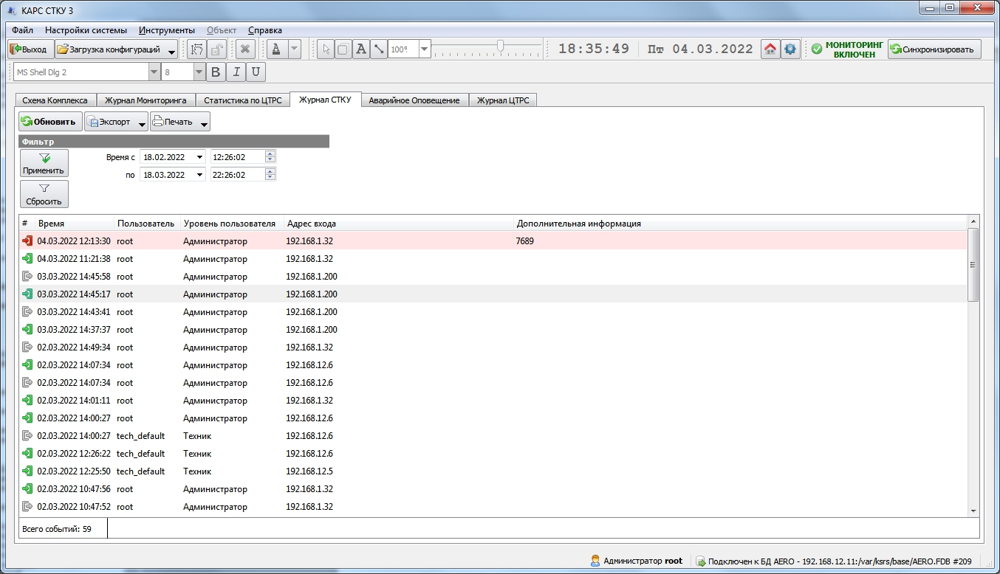 КАРС СТКУ 3
Файл Настройки системы Инструменты Объект Справка
Выход Загрузка конфигураций A 100% 18:35:49 Пт 04.03.2022 МОНИТОРИНГ ВКЛЮЧЕН Синхронизировать
MS Shell Dlg 2 8 B I U
Схема Комплекса Журнал Мониторинга Статистика по ЦТРС Журнал СТКУ Аварийное Оповещение Журнал ЦТРС
Обновить Экспорт Печать
Фильтр
Применить Время с 18.02.2022 12:26:02
по 18.03.2022 22:26:02
Сбросить
# Время Пользователь Уровень пользователя Адрес входа Дополнительная информация
04.03.2022 12:13:30 root Администратор 192.168.1.32 7689
04.03.2022 11:21:38 root Администратор 192.168.1.32
03.03.2022 14:45:58 root Администратор 192.168.1.200
03.03.2022 14:45:17 root Администратор 192.168.1.200
03.03.2022 14:43:41 root Администратор 192.168.1.200
03.03.2022 14:37:37 root Администратор 192.168.1.200
02.03.2022 14:49:34 root Администратор 192.168.1.32
02.03.2022 14:07:34 root Администратор 192.168.12.6
02.03.2022 14:07:34 root Администратор 192.168.12.6
02.03.2022 14:01:11 root Администратор 192.168.1.32
02.03.2022 14:00:27 root Администратор 192.168.12.6
02.03.2022 14:00:27 tech_default Техник 192.168.12.6
02.03.2022 12:26:22 tech_default Техник 192.168.12.6
02.03.2022 12:25:50 tech_default Техник 192.168.12.5
02.03.2022 10:47:56 root Администратор 192.168.1.32
02.03.2022 10:47:52 root Администратор 192.168.1.32
Всего событий: 59
Администратор root Подключен к БД AERO - 192.168.12.11:/var/ksrs/base/AERO.FDB #209